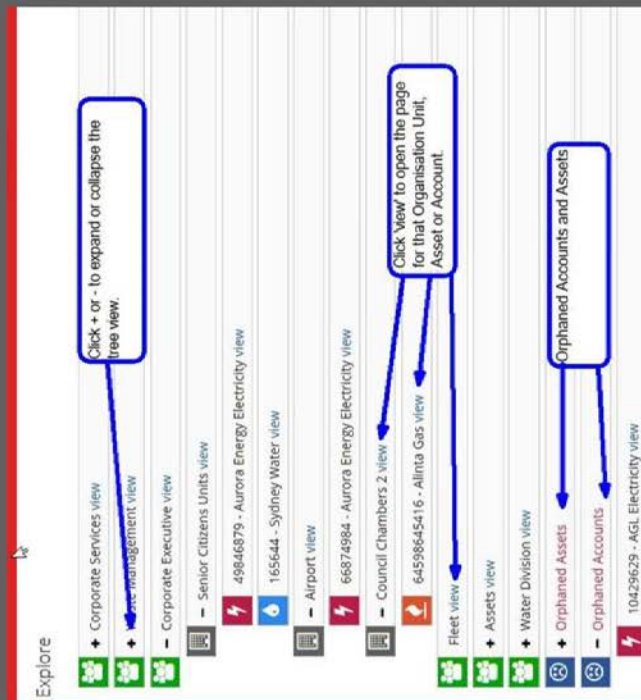 Explore
+ Corporate Services view
+ Management view
− Corporate Executive view
− Senior Citizens Units view
49846879 - Aurora Energy Electricity view
165644 - Sydney Water view
− Airport view
66874984 - Aurora Energy Electricity view
− Council Chambers 2 view
64598645416 - Alinta Gas view
Fleet view
+ Assets view
+ Water Division view
+ Orphaned Assets
− Orphaned Accounts
10429629 - AGL Electricity view
Click + or - to expand or collapse the
tree view.
Click 'view' to open the page
for that Organisation Unit,
Asset or Account.
Orphaned Accounts and Assets